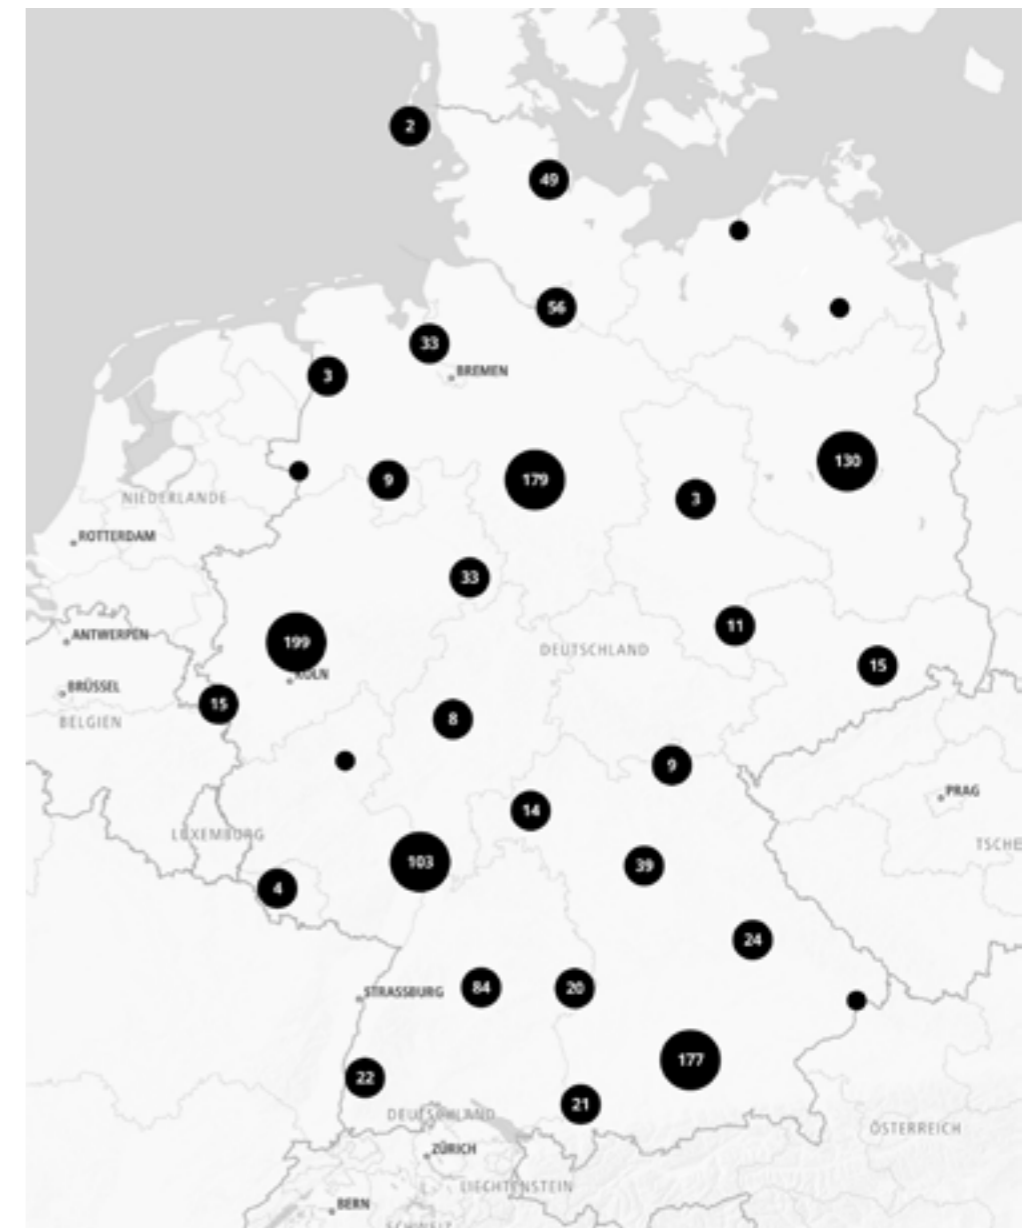 2
49
56
33
3
BREMEN
130
9
179
3
NIEDERLANDE
ROTTERDAM
33
11
ANTWERPEN
199
DEUTSCHLAND
15
KÖLN
BRÜSSEL
15
BELGIEN
8
9
PRAG
14
LUXEMBURG
TSCHE
103
39
4
24
84
20
STRASSBURG
177
22
21
DEUTSCHLAND
ÖSTERREICH
ZÜRICH
LIECHTENSTEIN
BERN
SCHWEIZ